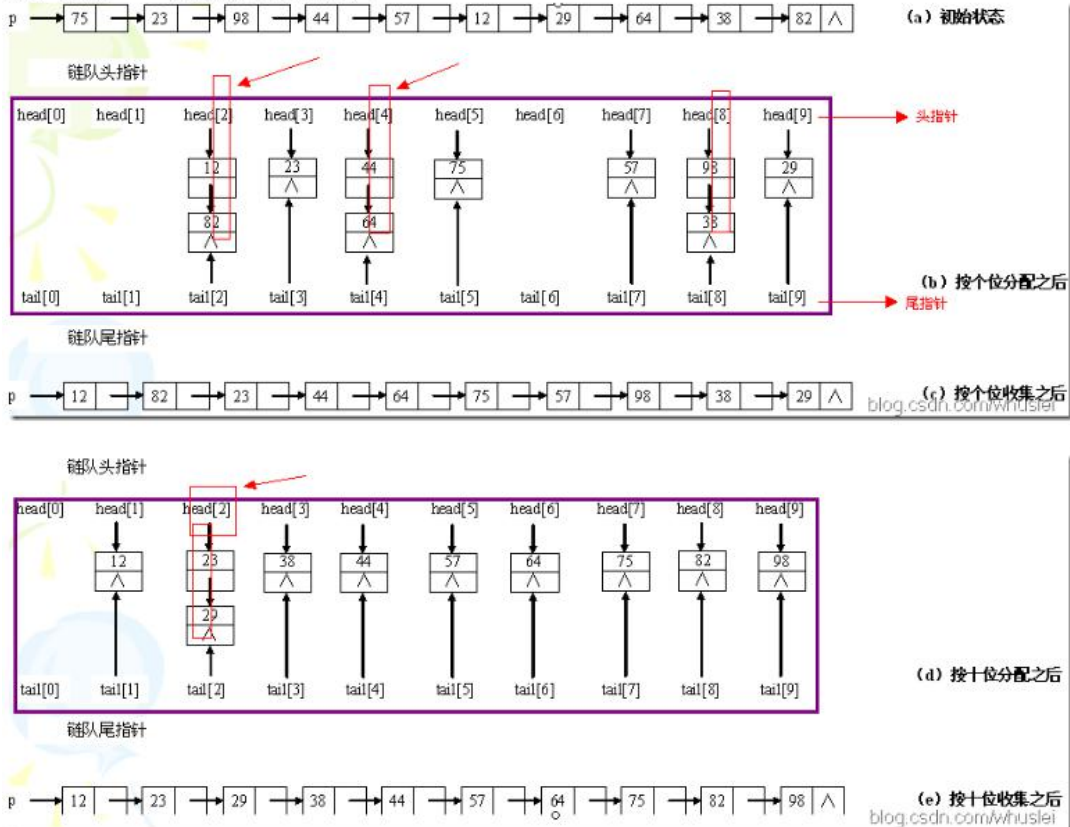 p 75 23 98 44 57 12 29 64 38 82 ∧ (a) 初始状态
链队头指针
head[0] head[1] head[2] head[3] head[4] head[5] head[6] head[7] head[8] head[9] 头指针
12 23 44 75 57 98 29
∧ ∧ ∧ ∧
82 64 38
∧ ∧ ∧
(b) 按个位分配之后
tail[0] tail[1] tail[2] tail[3] tail[4] tail[5] tail[6] tail[7] tail[8] tail[9] 尾指针
链队尾指针
p 12 82 23 44 64 75 57 98 38 29 ∧ (c) 按个位收集之后
blog.csdn.com/whuslei
链队头指针
head[0] head[1] head[2] head[3] head[4] head[5] head[6] head[7] head[8] head[9]
12 23 38 44 57 64 75 82 98
∧ ∧ ∧ ∧ ∧ ∧ ∧ ∧
29
∧
(d) 按十位分配之后
tail[0] tail[1] tail[2] tail[3] tail[4] tail[5] tail[6] tail[7] tail[8] tail[9]
链队尾指针
p 12 23 29 38 44 57 64 75 82 98 ∧ (e) 按十位收集之后
blog.csdn.com/whuslei